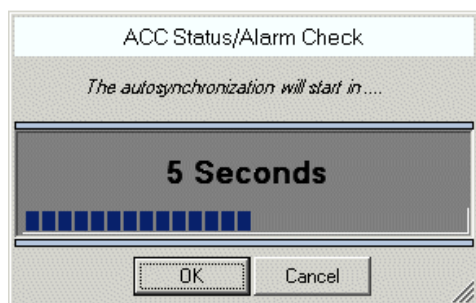 ACC Status/Alarm Check
The autosynchronization will start in....
5 Seconds
OK
Cancel